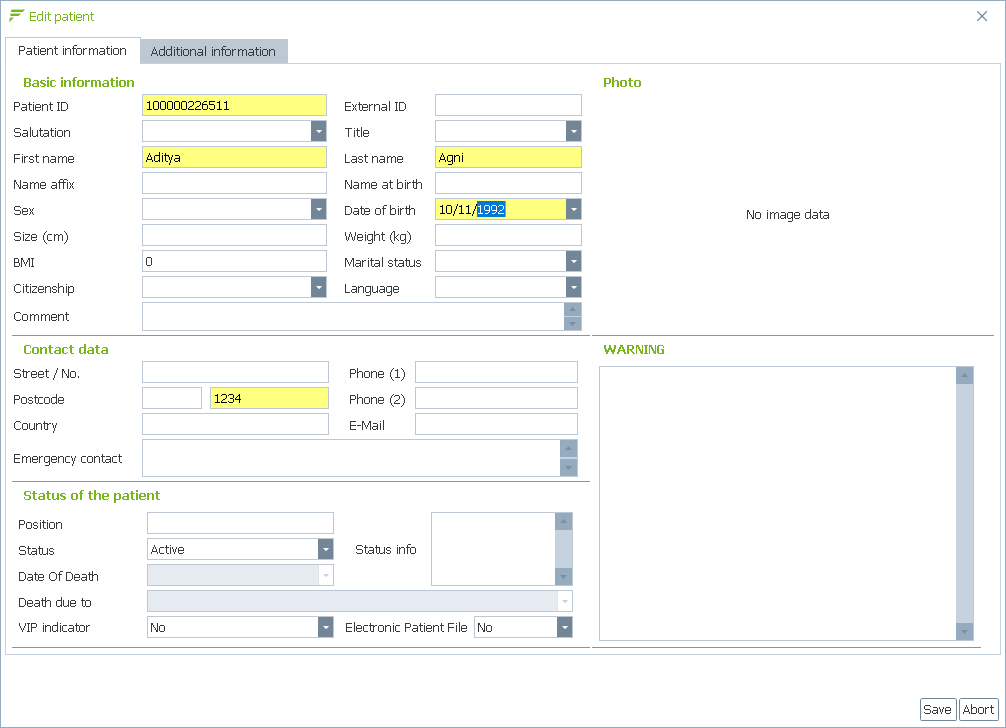 Edit patient
Patient information Additional information
Basic information Photo
Patient ID 100000226511 External ID
Salutation Title
First name Aditya Last name Agni
Name affix Name at birth
Sex Date of birth 10/11/1992
No image data
Size (cm) Weight (kg)
BMI 0 Marital status
Citizenship Language
Comment
Contact data WARNING
Street / No. Phone (1)
Postcode 1234 Phone (2)
Country E-Mail
Emergency contact
Status of the patient
Position
Status Active Status info
Date Of Death
Death due to
VIP indicator No Electronic Patient File No
Save Abort